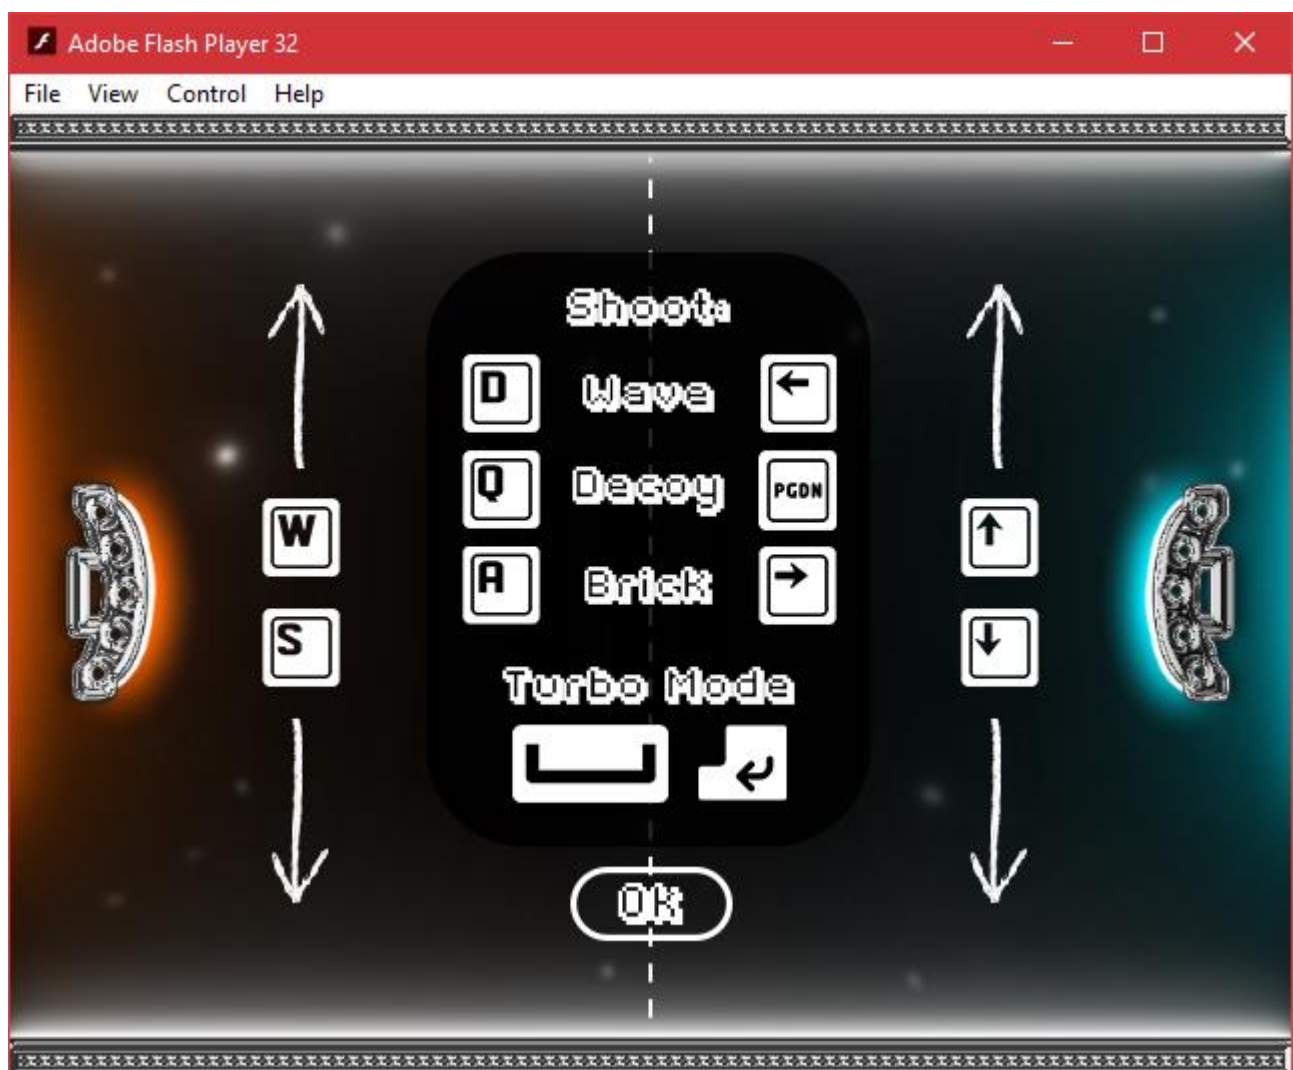 Adobe Flash Player 32
File View Control Help
Shoot:
D Wave ←
Q Decoy PGDN
A Brick →
W ↑
S ↓
Turbo Mode
Ok